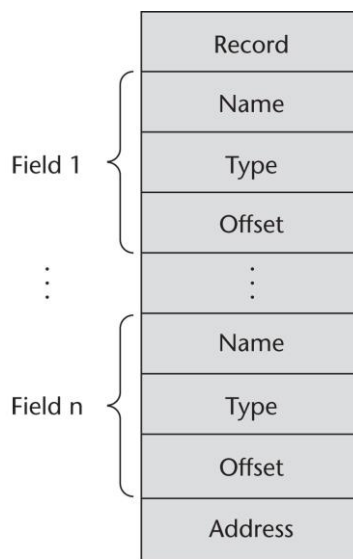 Record
Field 1
Name
Type
Offset
⋮ ⋮
Field n
Name
Type
Offset
Address